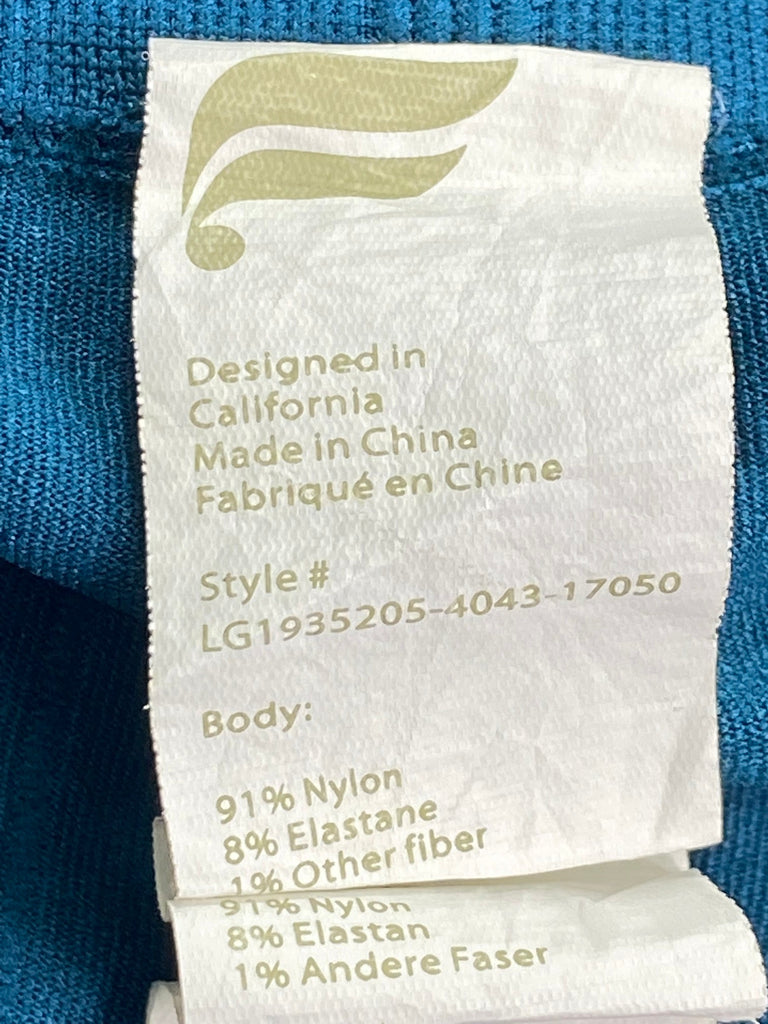 Designed in
California
Made in China
Fabriqué en Chine
Style #
LG1935205-4043-17050
Body:
91% Nylon
8% Elastane
1% Other fiber
91% Nylon
8% Elastan
1% Andere Faser